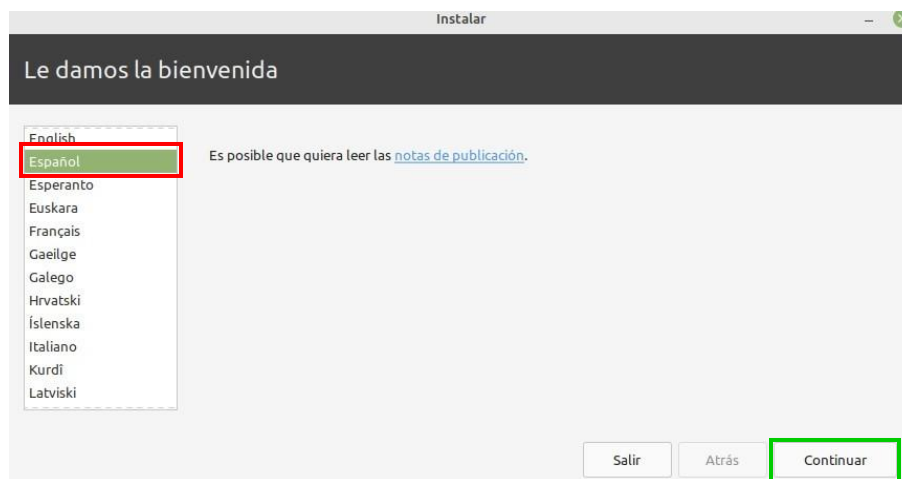 Instalar
Le damos la bienvenida
English
Español
Esperanto
Euskara
Français
Gaeilge
Galego
Hrvatski
Íslenska
Italiano
Kurdî
Latviski
Es posible que quiera leer las notas de publicación.
Salir
Atrás
Continuar